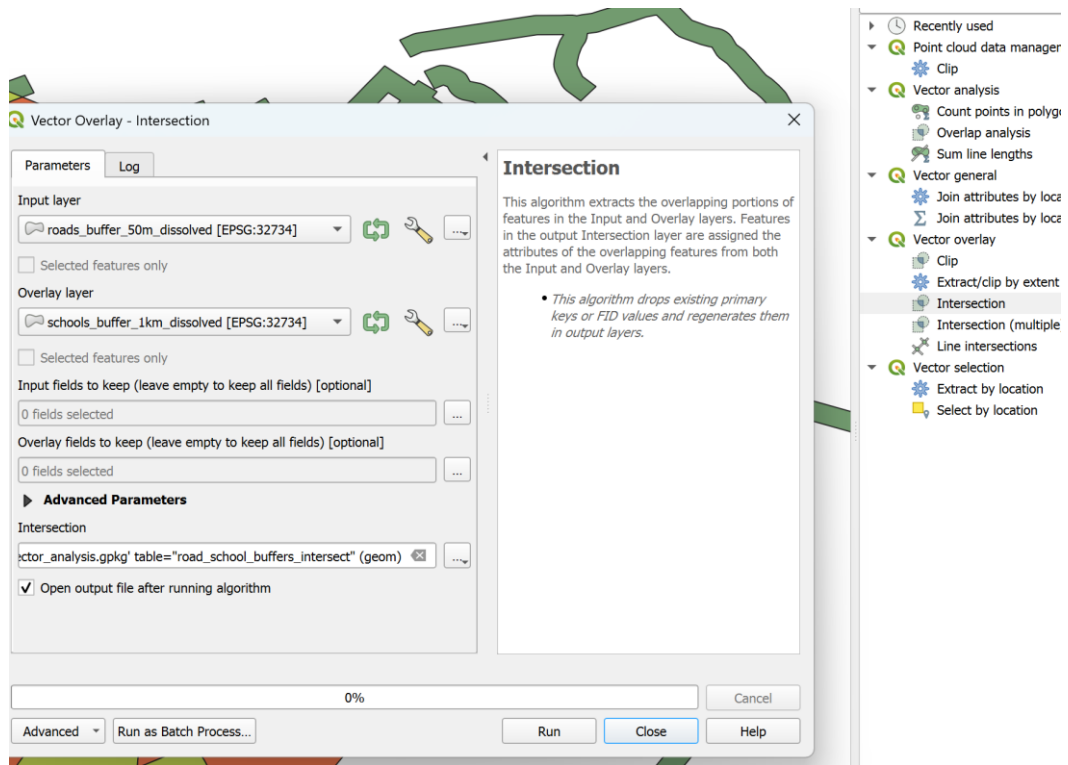 Vector Overlay - Intersection
Parameters
Log
Input layer
roads_buffer_50m_dissolved [EPSG:32734]
...
Selected features only
Overlay layer
schools_buffer_1km_dissolved [EPSG:32734]
...
Selected features only
Input fields to keep (leave empty to keep all fields) [optional]
0 fields selected
...
Overlay fields to keep (leave empty to keep all fields) [optional]
0 fields selected
...
Advanced Parameters
Intersection
ector_analysis.gpkg' table="road_school_buffers_intersect" (geom)
...
Open output file after running algorithm
Intersection
This algorithm extracts the overlapping portions of
features in the Input and Overlay layers. Features
in the output Intersection layer are assigned the
attributes of the overlapping features from both
the Input and Overlay layers.
• This algorithm drops existing primary
keys or FID values and regenerates them
in output layers.
0%
Cancel
Advanced
Run as Batch Process...
Run
Close
Help
Recently used
Point cloud data manager
Clip
Vector analysis
Count points in polyg
Overlap analysis
Sum line lengths
Vector general
Join attributes by loca
Join attributes by loca
Vector overlay
Clip
Extract/clip by extent
Intersection
Intersection (multiple
Line intersections
Vector selection
Extract by location
Select by location